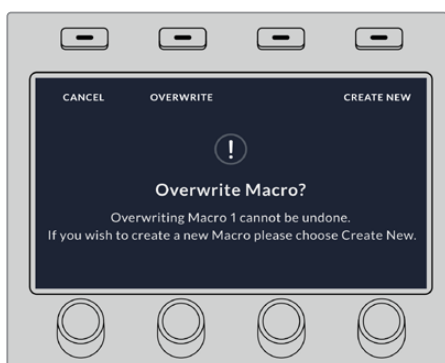 CANCEL OVERWRITE CREATE NEW
Overwrite Macro?
Overwriting Macro 1 cannot be undone.
If you wish to create a new Macro please choose Create New.